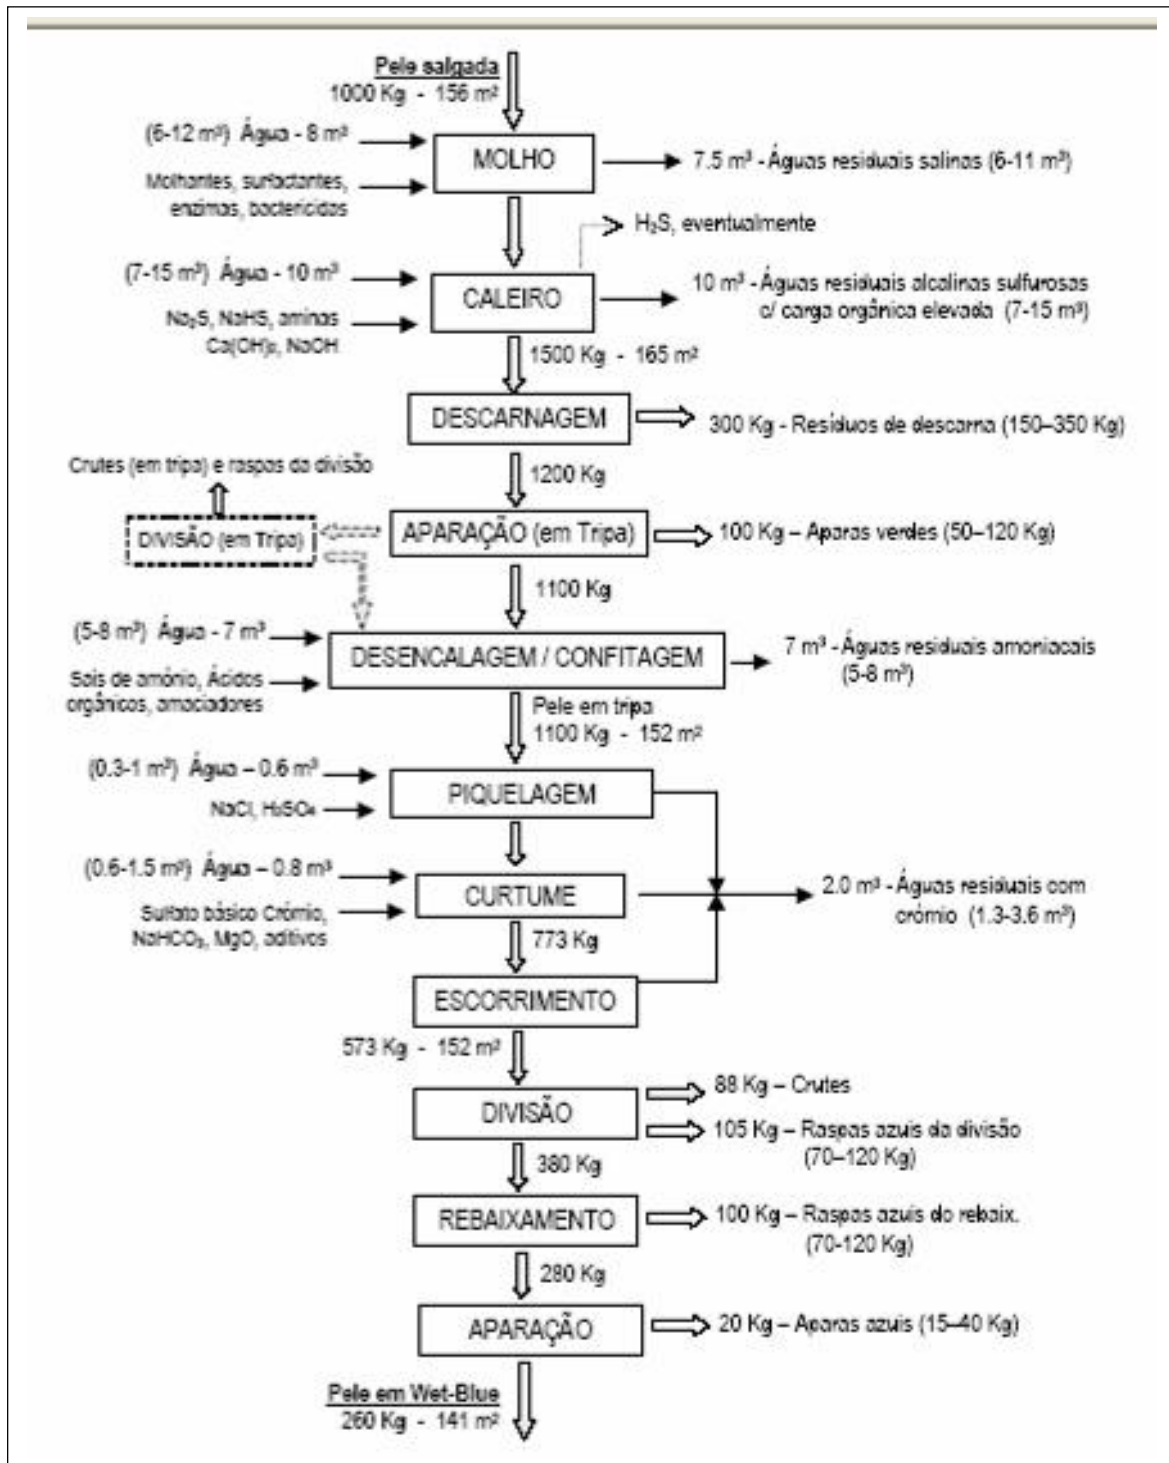 Pele salgada
1000 Kg - 156 m²
(6-12 m³) Água - 8 m³
MOLHO
7.5 m³ - Águas residuais salinas (6-11 m³)
Molhantes, surfactantes,
enzimas, bactericidas
H₂S, eventualmente
(7-15 m³) Água - 10 m³
CALEIRO
10 m³ - Águas residuais alcalinas sulfurosas
c/ carga orgânica elevada (7-15 m³)
Na₂S, NaHS, aminas
Ca(OH)₂, NaOH
1500 Kg - 165 m²
DESCARNAGEM
300 Kg - Resíduos de descarna (150–350 Kg)
Crutes (em tripa) e raspas da divisão
1200 Kg
DIVISÃO (em Tripa)
APARAÇÃO (em Tripa)
100 Kg – Aparas verdes (50–120 Kg)
1100 Kg
(5-8 m³) Água - 7 m³
DESENCALAGEM / CONFITAGEM
7 m³ - Águas residuais amoniacais
(5-8 m³)
Sais de amónio, Ácidos
orgânicos, amaciadores
Pele em tripa
1100 Kg - 152 m²
(0.3-1 m³) Água – 0.6 m³
PIQUELAGEM
NaCl, H₂SO₄
(0.6-1.5 m³) Água – 0.8 m³
CURTUME
2.0 m³ - Águas residuais com
crómio (1.3-3.6 m³)
Sulfato básico Crómio,
NaHCO₃, MgO, aditivos
773 Kg
ESCORRIMENTO
573 Kg - 152 m²
DIVISÃO
88 Kg – Crutes
105 Kg – Raspas azuis da divisão
(70–120 Kg)
380 Kg
REBAIXAMENTO
100 Kg – Raspas azuis do rebaix.
(70-120 Kg)
280 Kg
APARAÇÃO
20 Kg – Aparas azuis (15–40 Kg)
Pele em Wet-Blue
260 Kg - 141 m²